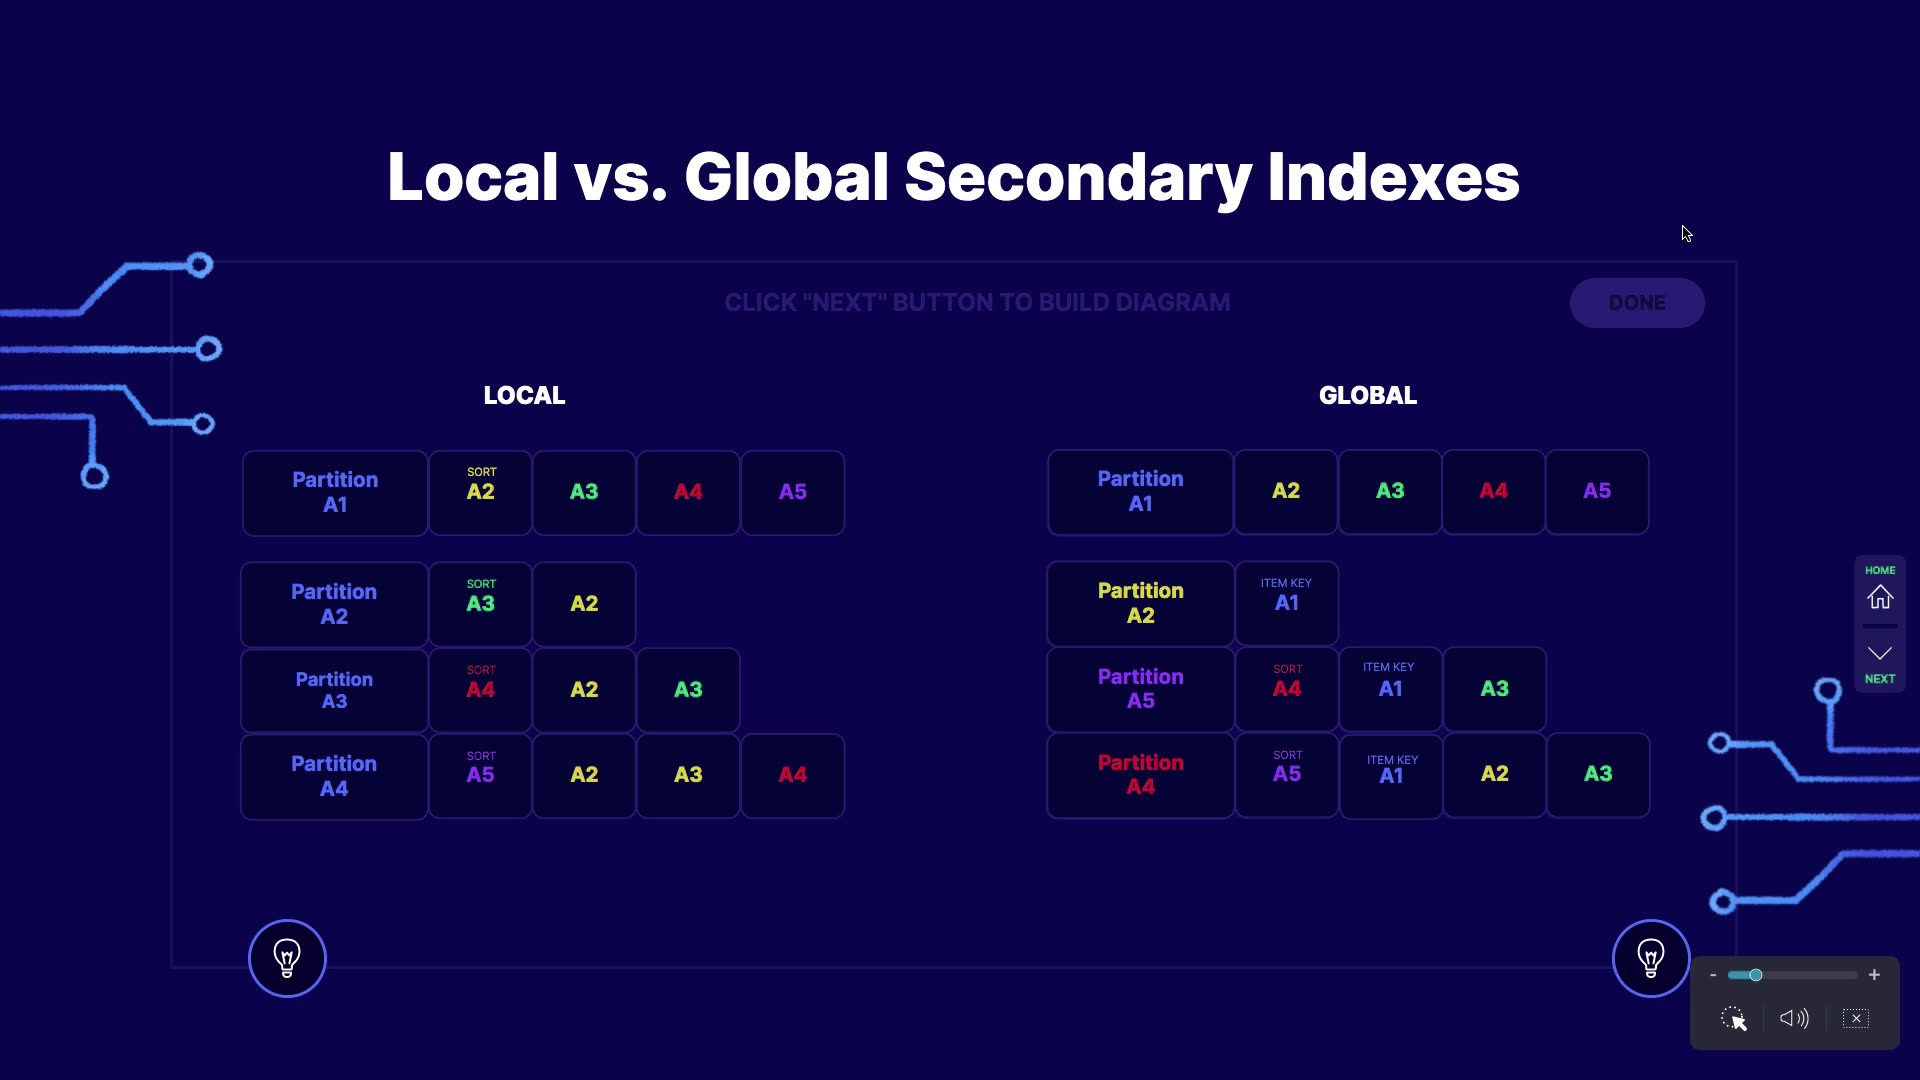 Local vs. Global Secondary Indexes
CLICK "NEXT" BUTTON TO BUILD DIAGRAM
DONE
LOCAL
Partition
A1
SORT
A2
A3
A4
A5
Partition
A2
SORT
A3
A2
Partition
A3
SORT
A4
A2
A3
Partition
A4
SORT
A5
A2
A3
A4
GLOBAL
Partition
A1
A2
A3
A4
A5
Partition
A2
ITEM KEY
A1
Partition
A5
SORT
A4
ITEM KEY
A1
A3
Partition
A4
SORT
A5
ITEM KEY
A1
A2
A3
HOME
NEXT